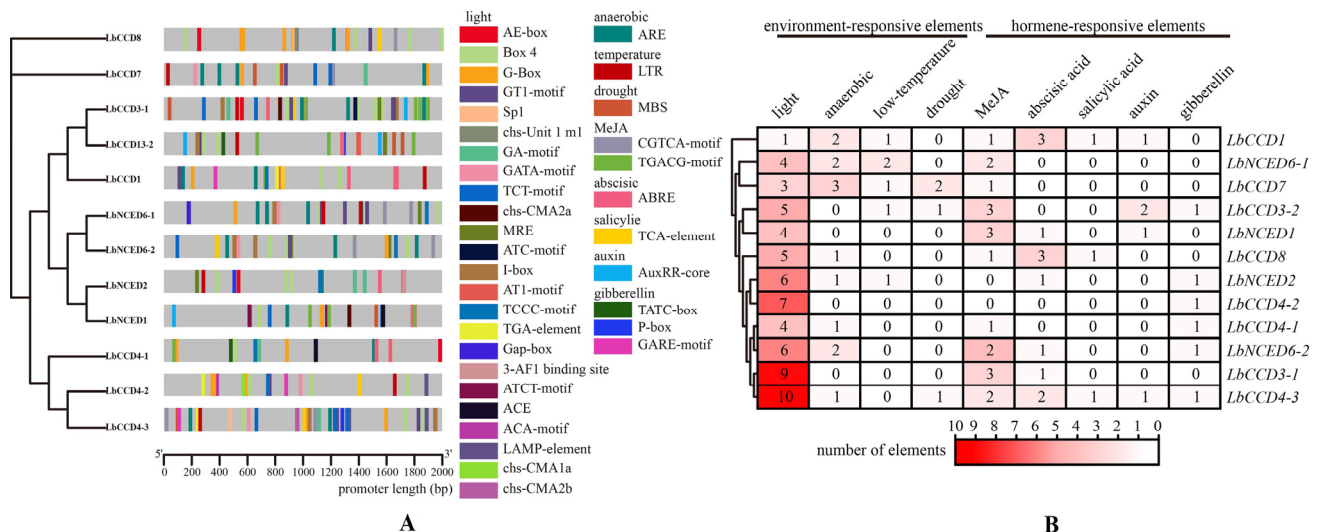 LbCCD8
LbCCD7
LbCCD3-1
LbCCD13-2
LbCCD1
LbNCED6-1
LbNCED6-2
LbNCED2
LbNCED1
LbCCD4-1
LbCCD4-2
LbCCD4-3
5' 3'
0 200 400 600 800 1000 1200 1400 1600 1800 2000
promoter length (bp)
light
AE-box
Box 4
G-Box
GT1-motif
Sp1
chs-Unit 1 m1
GA-motif
GATA-motif
TCT-motif
chs-CMA2a
MRE
ATC-motif
I-box
AT1-motif
TCCC-motif
TGA-element
Gap-box
3-AF1 binding site
ATCT-motif
ACE
ACA-motif
LAMP-element
chs-CMA1a
chs-CMA2b
anaerobic
ARE
temperature
LTR
drought
MBS
MeJA
CGTCA-motif
TGACG-motif
abscisic
ABRE
salicylie
TCA-element
auxin
AuxRR-core
gibberellin
TATC-box
P-box
GARE-motif
A
environment-responsive elements hormene-responsive elements
light anaerobic low-temperature drought MeJA abscisic acid salicylic acid auxin gibberellin
1 2 1 0 1 3 1 1 0 LbCCD1
4 2 2 0 2 0 0 0 0 LbNCED6-1
3 3 1 2 1 0 0 0 0 LbCCD7
5 0 1 1 3 0 0 2 1 LbCCD3-2
4 0 0 0 3 1 0 1 0 LbNCED1
5 1 0 0 1 3 1 0 0 LbCCD8
6 1 1 0 0 1 0 0 1 LbNCED2
7 0 0 0 0 0 0 0 1 LbCCD4-2
4 1 0 0 1 0 0 0 1 LbCCD4-1
6 2 0 0 2 1 0 0 1 LbNCED6-2
9 0 0 0 3 1 0 0 0 LbCCD3-1
10 1 0 1 2 2 1 1 1 LbCCD4-3
10 9 8 7 6 5 4 3 2 1 0
number of elements
B